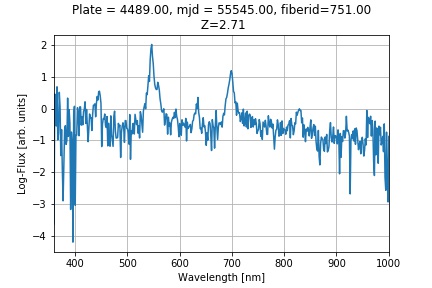 Plate = 4489.00, mjd = 55545.00, fiberid=751.00
Z=2.71
Log-Flux [arb. units]
2
1
0
−1
−2
−3
−4
400 500 600 700 800 900 1000
Wavelength [nm]